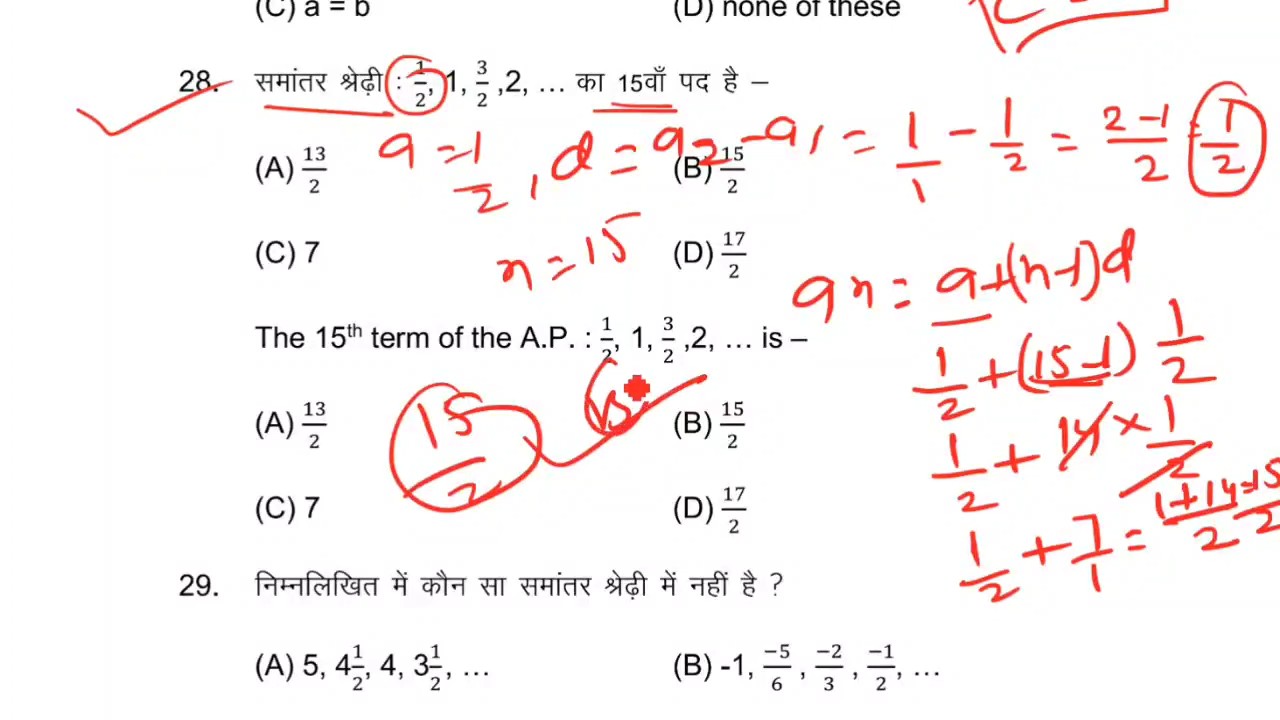 (C) a = b (D) none of these
28. समांतर श्रेढ़ी : 1/2, 1, 3/2 ,2, … का 15वाँ पद है –
a = 1/2 , d = a2 - a1 = 1/1 - 1/2 = 2-1/2 = 1/2
(A) 13/2 (B) 15/2
n = 15
(C) 7 (D) 17/2
an = a+(n-1)d
The 15th term of the A.P. : 1/2, 1, 3/2 ,2, … is –
1/2 + (15-1) 1/2
15/2 (B)
(A) 13/2 (B) 15/2
1/2 + 14 × 1/2
(C) 7 (D) 17/2
1/2 + 7/1 = 1+14/2 = 15/2
29. निम्नलिखित में कौन सा समांतर श्रेढ़ी में नहीं है ?
(A) 5, 4 1/2, 4, 3 1/2, … (B) -1, -5/6 , -2/3 , -1/2, …